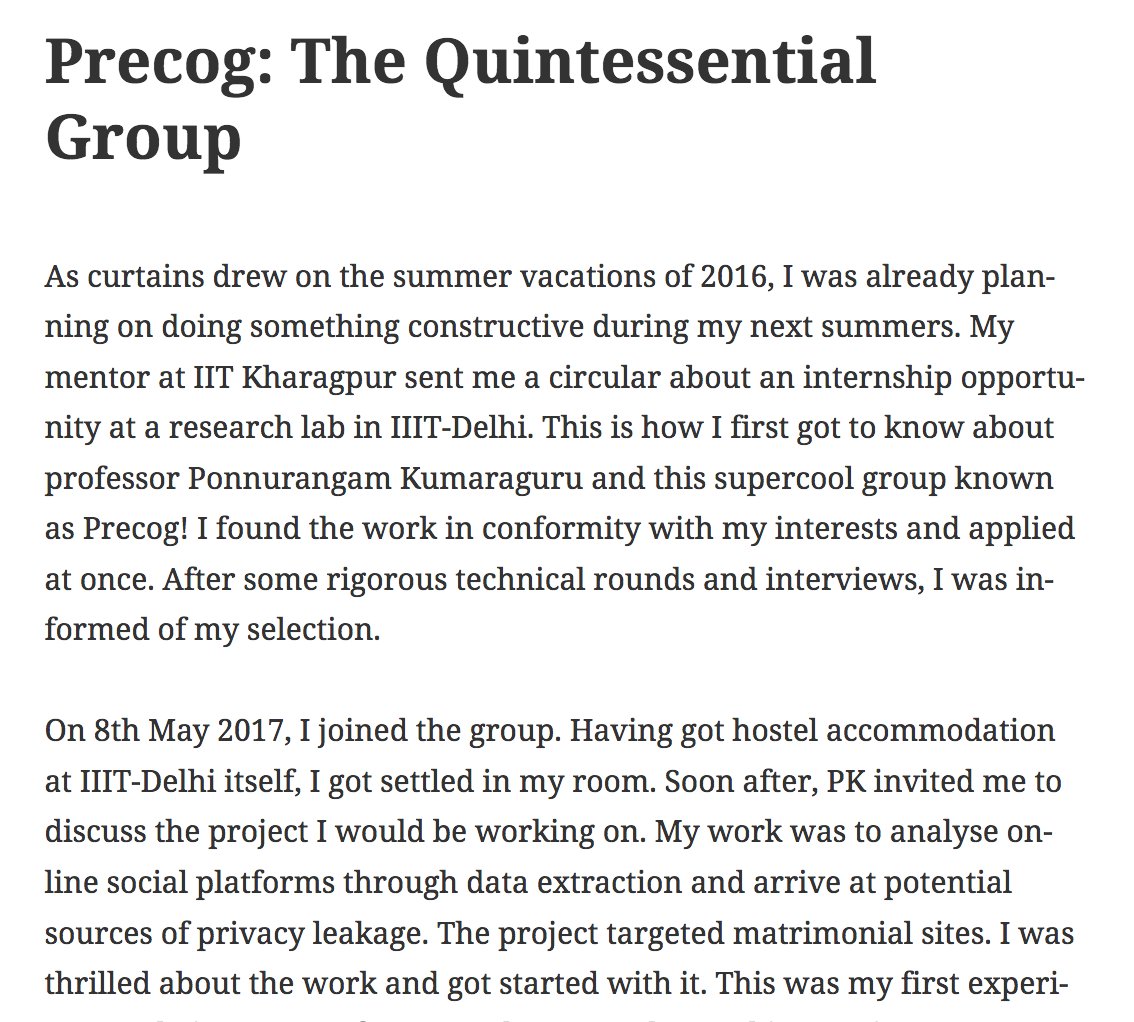 Precog: The Quintessential
Group
As curtains drew on the summer vacations of 2016, I was already plan-
ning on doing something constructive during my next summers. My
mentor at IIT Kharagpur sent me a circular about an internship opportu-
nity at a research lab in IIIT-Delhi. This is how I first got to know about
professor Ponnurangam Kumaraguru and this supercool group known
as Precog! I found the work in conformity with my interests and applied
at once. After some rigorous technical rounds and interviews, I was in-
formed of my selection.
On 8th May 2017, I joined the group. Having got hostel accommodation
at IIIT-Delhi itself, I got settled in my room. Soon after, PK invited me to
discuss the project I would be working on. My work was to analyse on-
line social platforms through data extraction and arrive at potential
sources of privacy leakage. The project targeted matrimonial sites. I was
thrilled about the work and got started with it. This was my first experi-